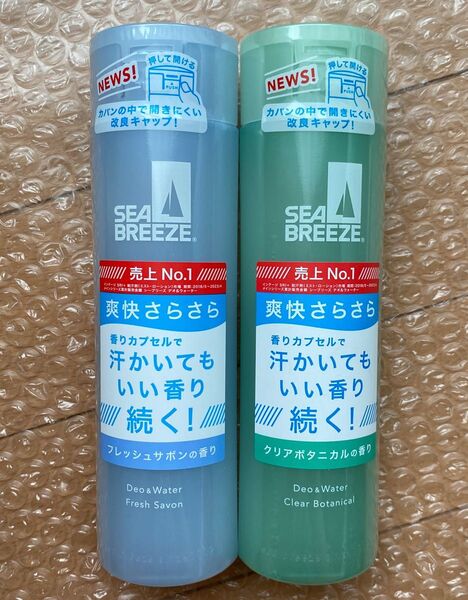 NEWS!
押して開ける
PUSH
カバンの中で開きにくい
改良キャップ!
SEA
BREEZE
売上No.1
爽快さらさら
香りカプセルで
汗かいても
いい香り
続く!
フレッシュサボンの香り
Deo&Water
Fresh Savon
NEWS!
押して開ける
PUSH
カバンの中で開きにくい
改良キャップ!
SEA
BREEZE
売上No.1
爽快さらさら
香りカプセルで
汗かいても
いい香り
続く!
クリアボタニカルの香り
Deo&Water
Clear Botanical